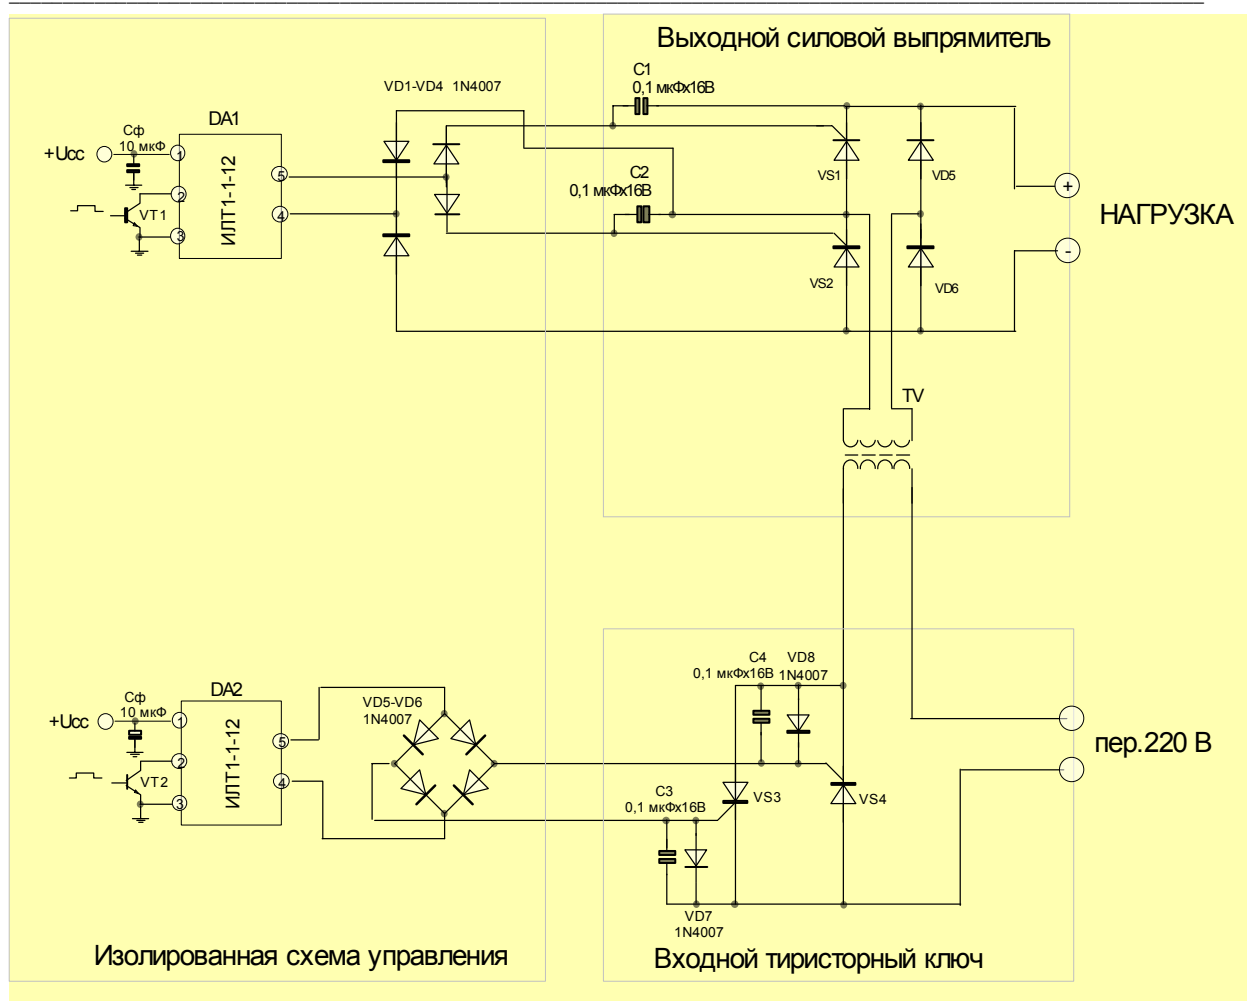 Выходной силовой выпрямитель
C1
0,1 мкФх16В
VD1-VD4 1N4007
DA1
Сф
10 мкФ
+Ucc
1
ИЛТ1-1-12
5
2
VT1
4
3
C2
0,1 мкФх16В
VS1
VD5
+
НАГРУЗКА
-
VS2
VD6
TV
C4
VD8
0,1 мкФх16В
1N4007
DA2
Сф
10 мкФ
+Ucc
1
ИЛТ1-1-12
5
2
VT2
4
3
VD5-VD6
1N4007
пер.220 В
C3
0,1 мкФх16В
VS3
VS4
VD7
1N4007
Изолированная схема управления
Входной тиристорный ключ